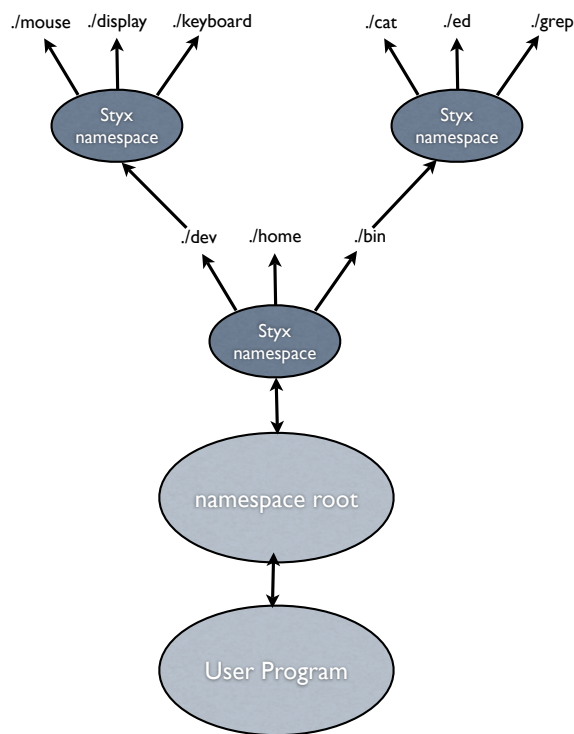 ./mouse ./display ./keyboard
./cat ./ed ./grep
Styx
namespace
Styx
namespace
./dev ./home ./bin
Styx
namespace
namespace root
User Program